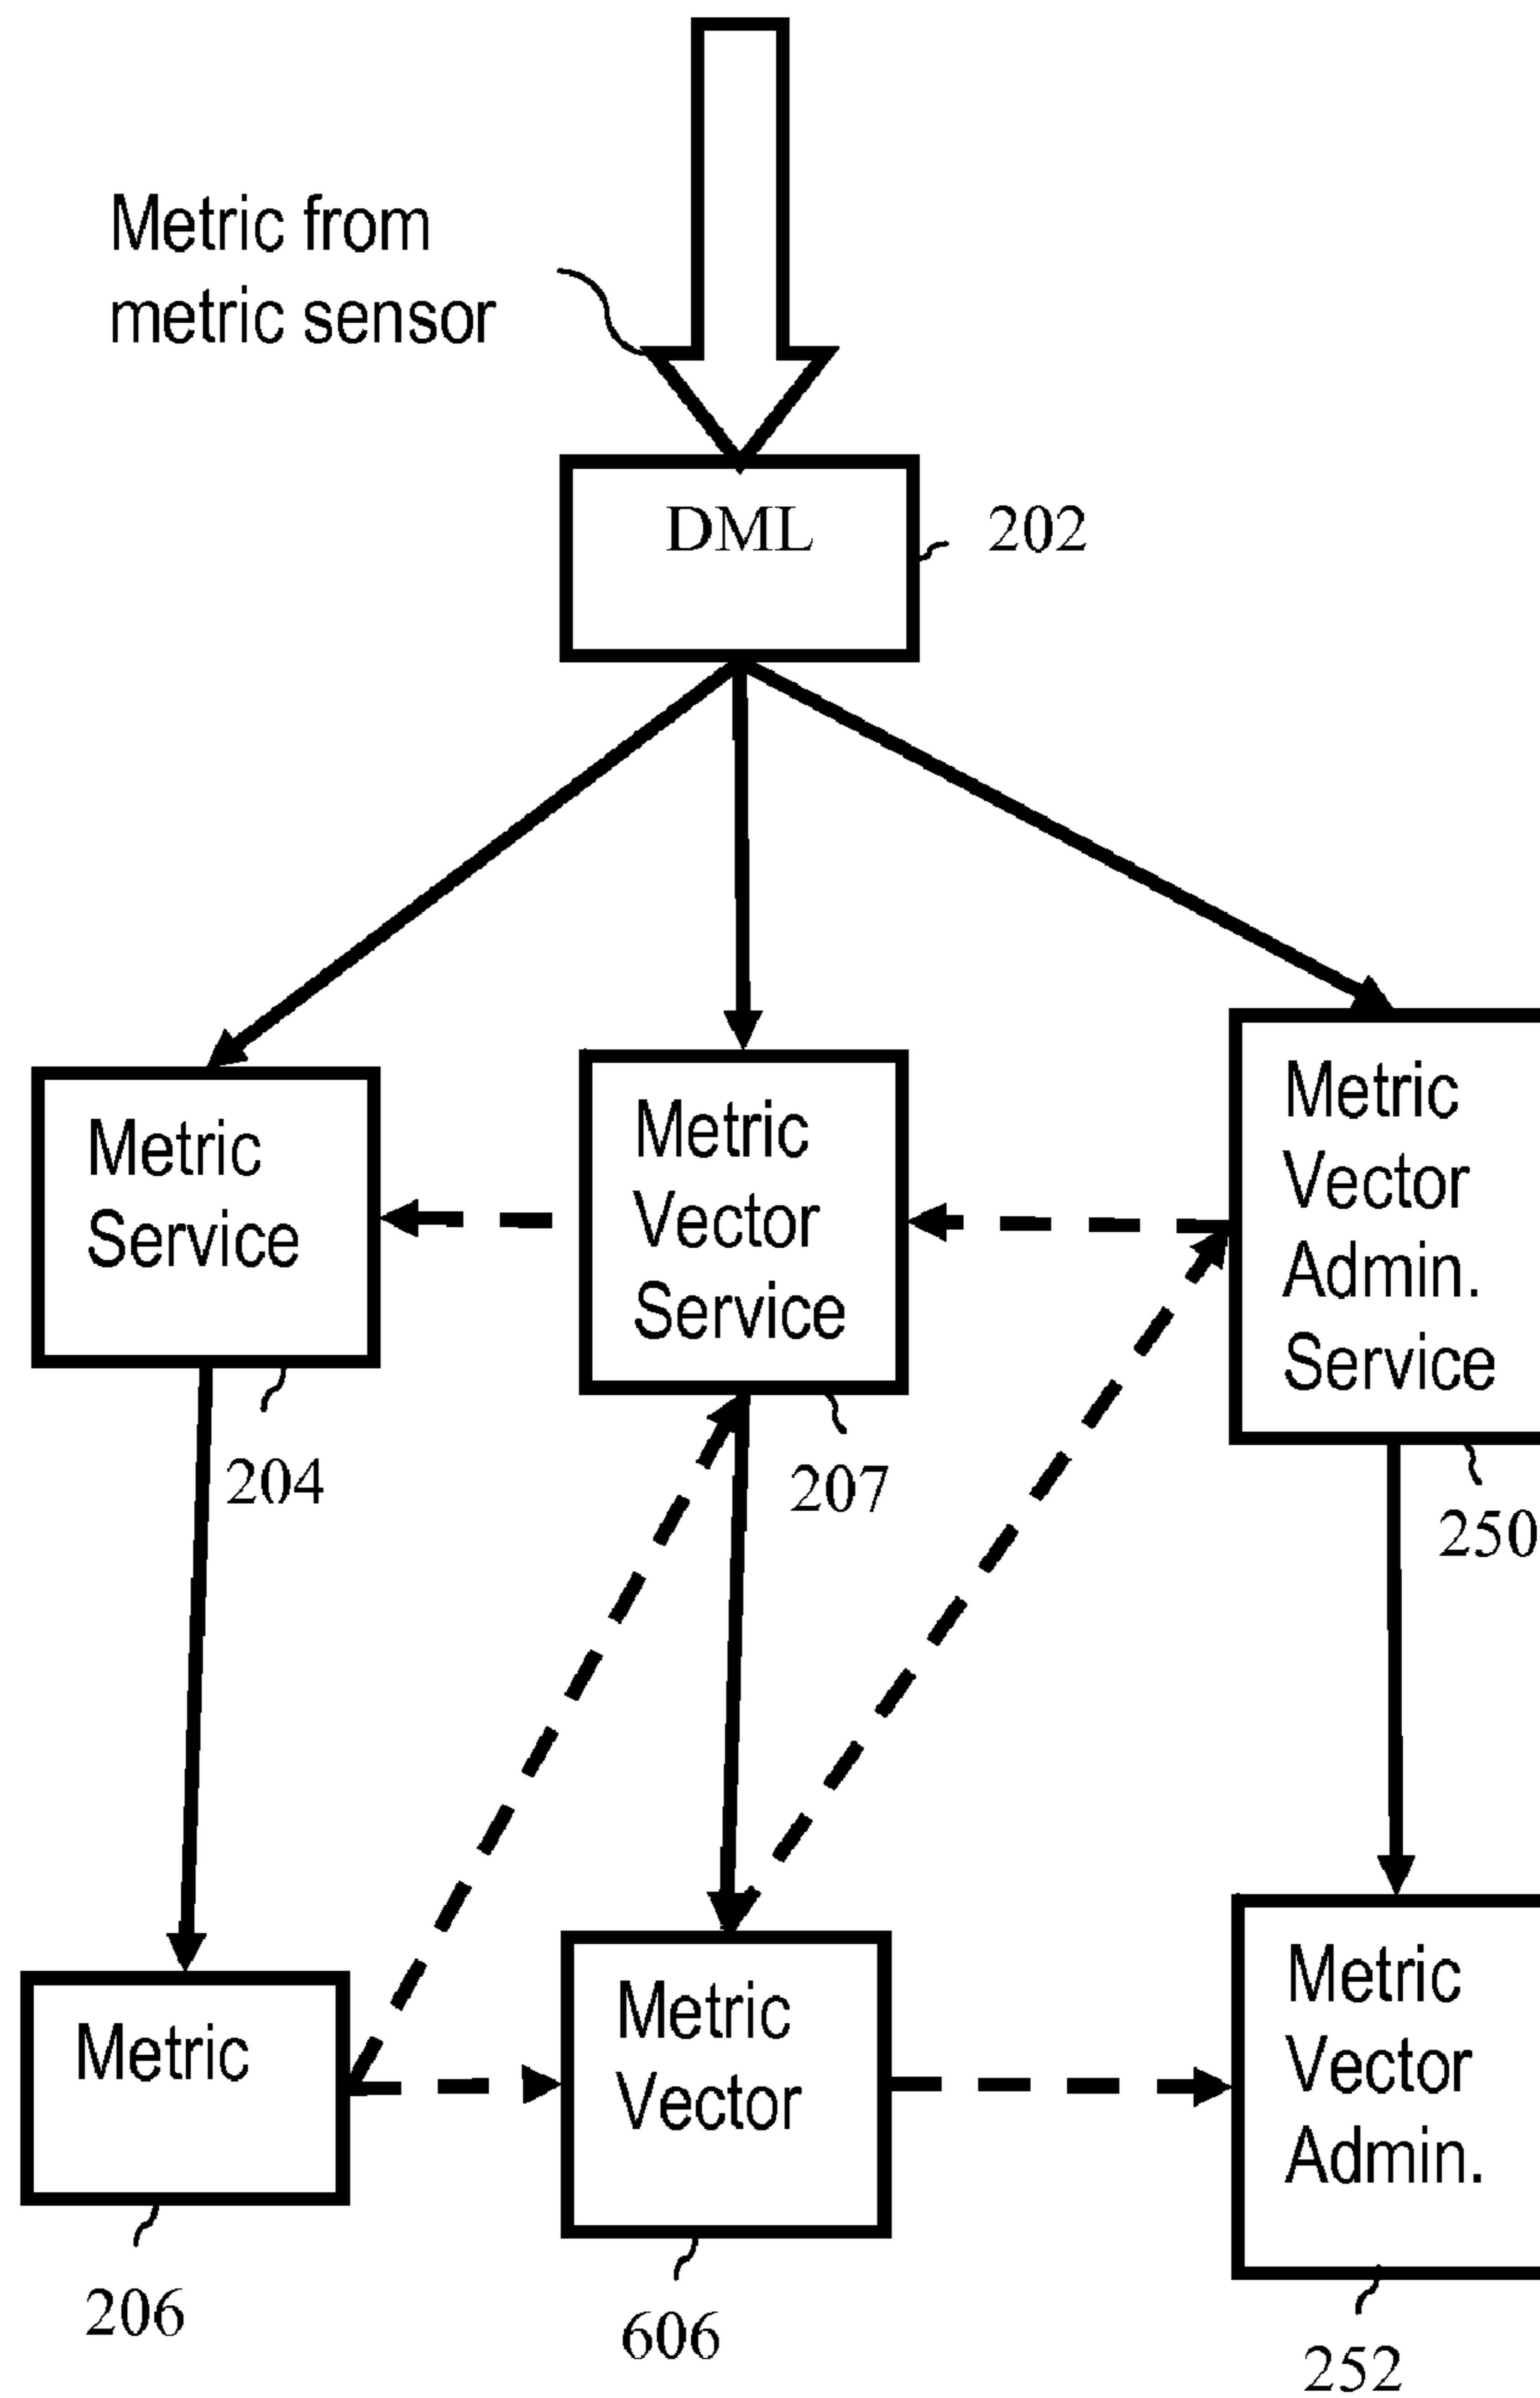 Metric from
metric sensor
DML
202
Metric
Service
204
Metric
Vector
Service
207
Metric
Vector
Admin.
Service
250
Metric
206
Metric
Vector
606
Metric
Vector
Admin.
252